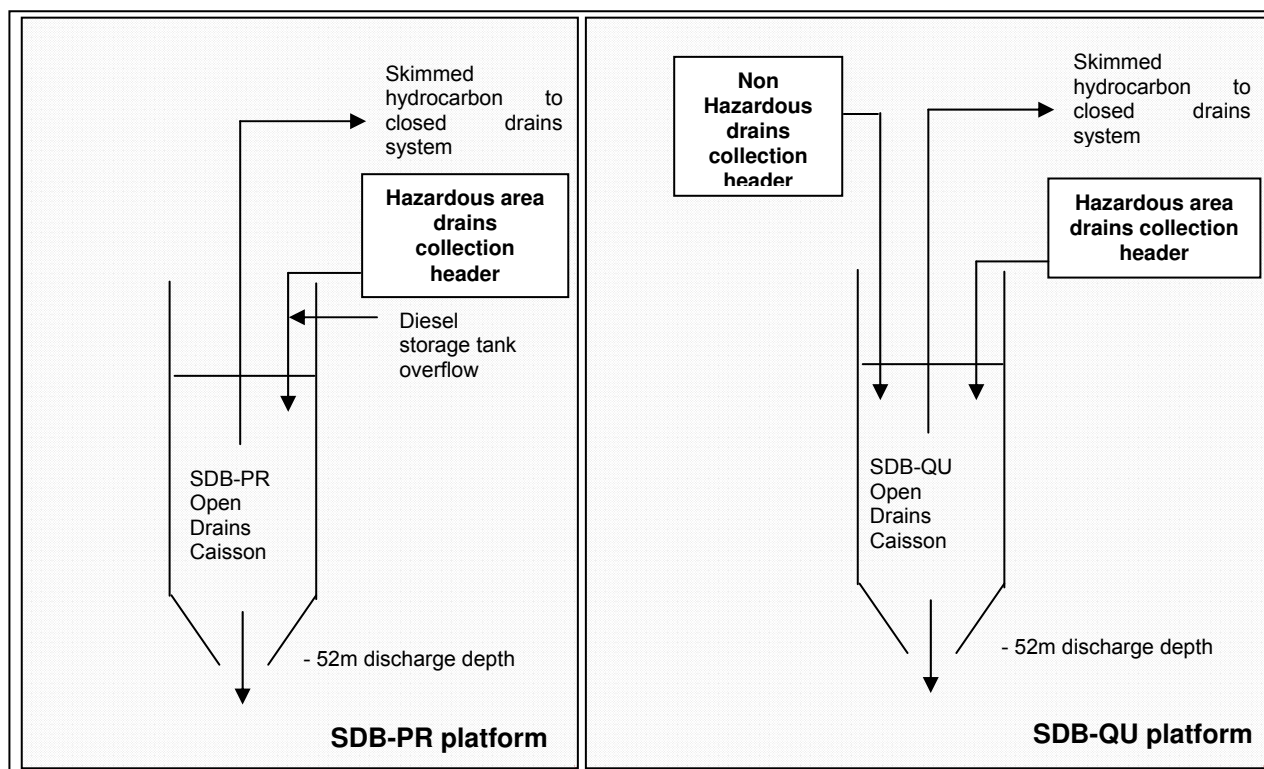 Skimmed
hydrocarbon to
closed drains
system
Hazardous area
drains
collection
header
Diesel
storage tank
overflow
SDB-PR
Open
Drains
Caisson
- 52m discharge depth
SDB-PR platform
Non
Hazardous
drains
collection
header
Skimmed
hydrocarbon to
closed drains
system
Hazardous area
drains collection
header
SDB-QU
Open
Drains
Caisson
- 52m discharge depth
SDB-QU platform